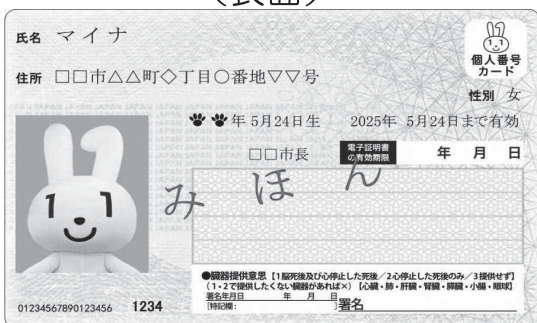 (表面)
氏名 マイナ
個人番号
カード
住所 □□市△△町◇丁目○番地▽▽号
性別 女
年 5月24日生 2025年 5月24日まで有効
□□市長 電子証明書の有効期限 年 月 日
みほん
1 1
●臓器提供意思【1脳死後及び心停止した死後/2心停止した死後のみ/3提供せず】
(1・2で提供したくない臓器があれば×)【心臓・肺・肝臓・腎臓・膵臓・小腸・眼球】
署名年月日 年 月 日
[特記欄: ]署名
01234567890123456 1234